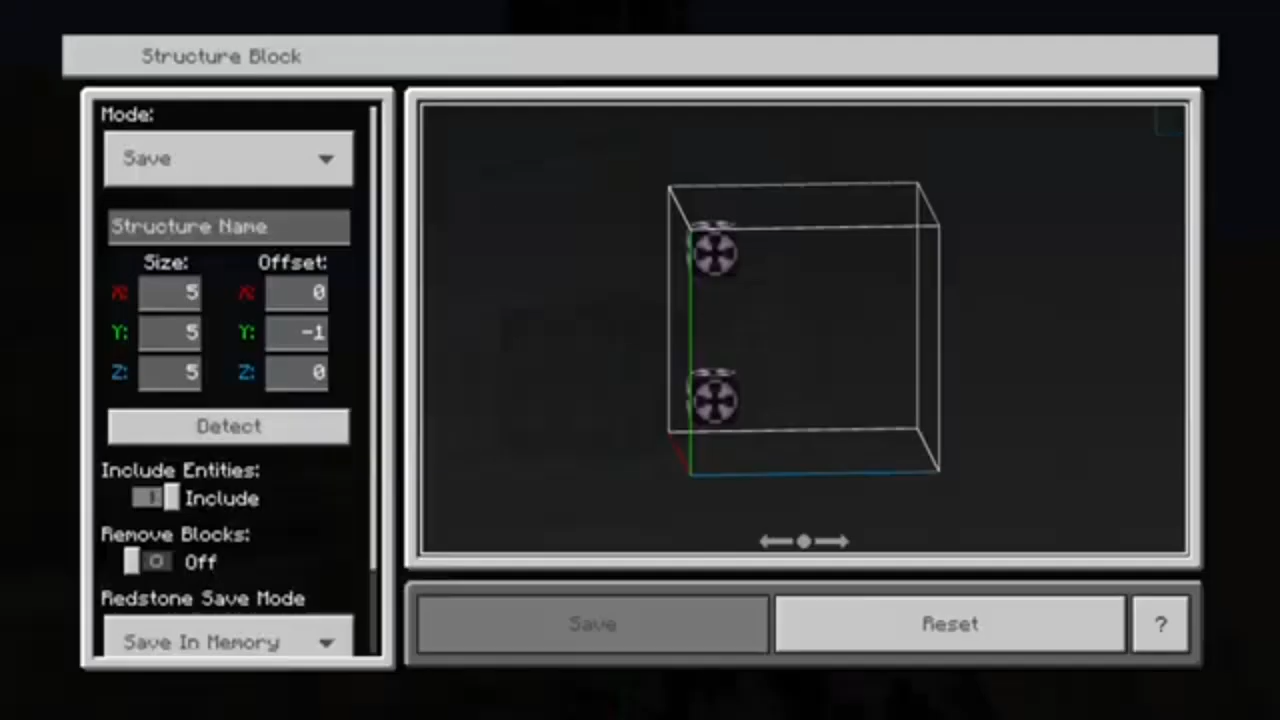 Structure Block
Mode:
Save
Structure Name
Size: Offset:
X: 5 X: 0
Y: 5 Y: -1
Z: 5 Z: 0
Detect
Include Entities:
Include
Remove Blocks:
Off
Redstone Save Mode
Save In Memory
Save Reset ?